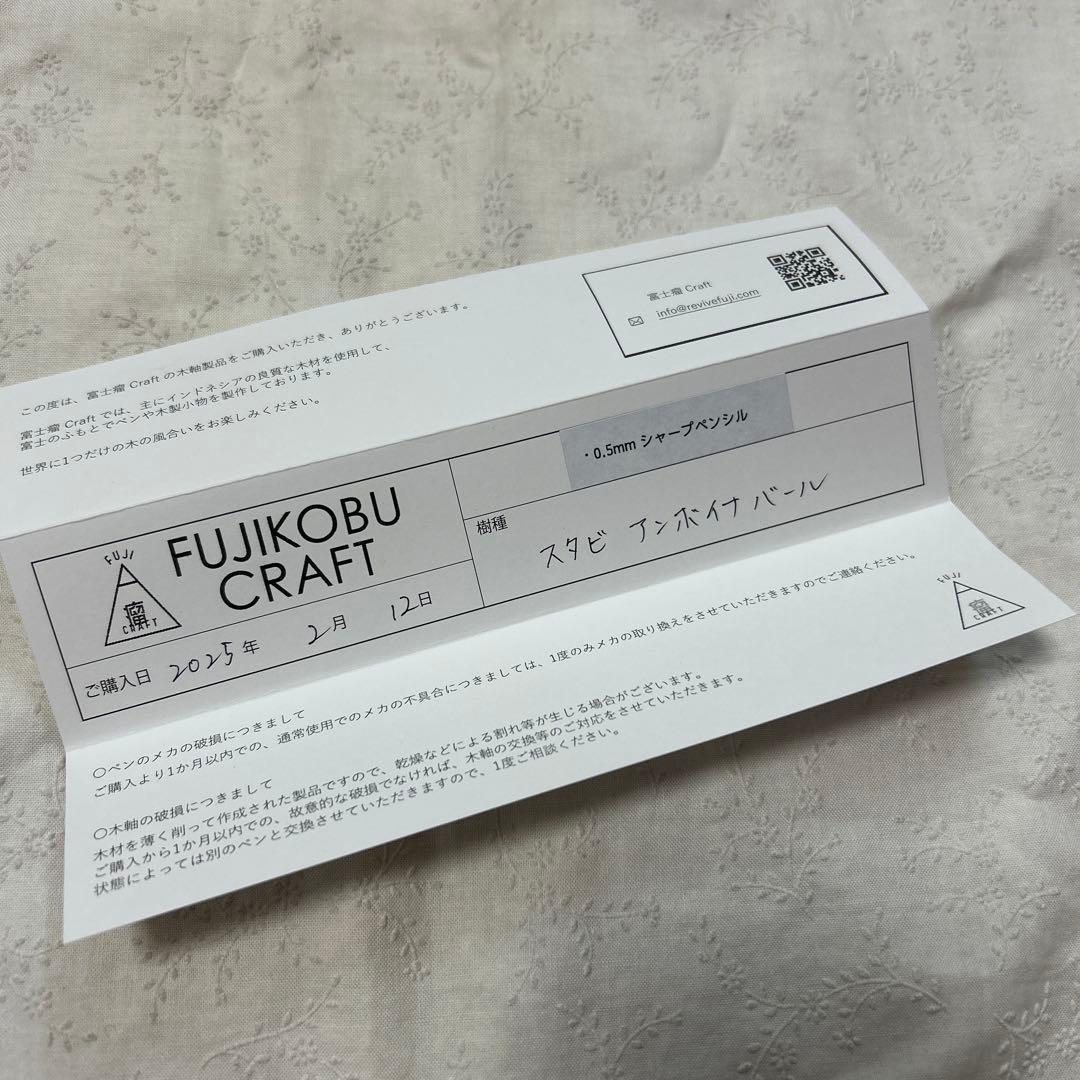 この度は、富士瘤 Craft の木軸製品をご購入いただき、ありがとうございます。
富士瘤 Craft では、主にインドネシアの良質な木材を使用して、
富士のふもとでペンや木製小物を製作しております。
世界に1つだけの木の風合いをお楽しみください。
富士瘤 Craft
info@revivefuji.com
FUJI
瘤
CRAFT
FUJIKOBU
CRAFT
ご購入日 2025年 2月 12日
・0.5mm シャープペンシル
樹種
スタビ アンボイナ バール
〇ペンのメカの破損につきまして
ご購入より1か月以内での、通常使用でのメカの不具合につきましては、1度のみメカの取り換えをさせていただきますのでご連絡ください。
〇木軸の破損につきまして
木材を薄く削って作成された製品ですので、乾燥などによる割れ等が生じる場合がございます。
ご購入から1か月以内での、故意的な破損でなければ、木軸の交換等のご対応をさせていただきます。
状態によっては別のペンと交換させていただきますので、1度ご相談ください。
FUJI
瘤
CRAFT